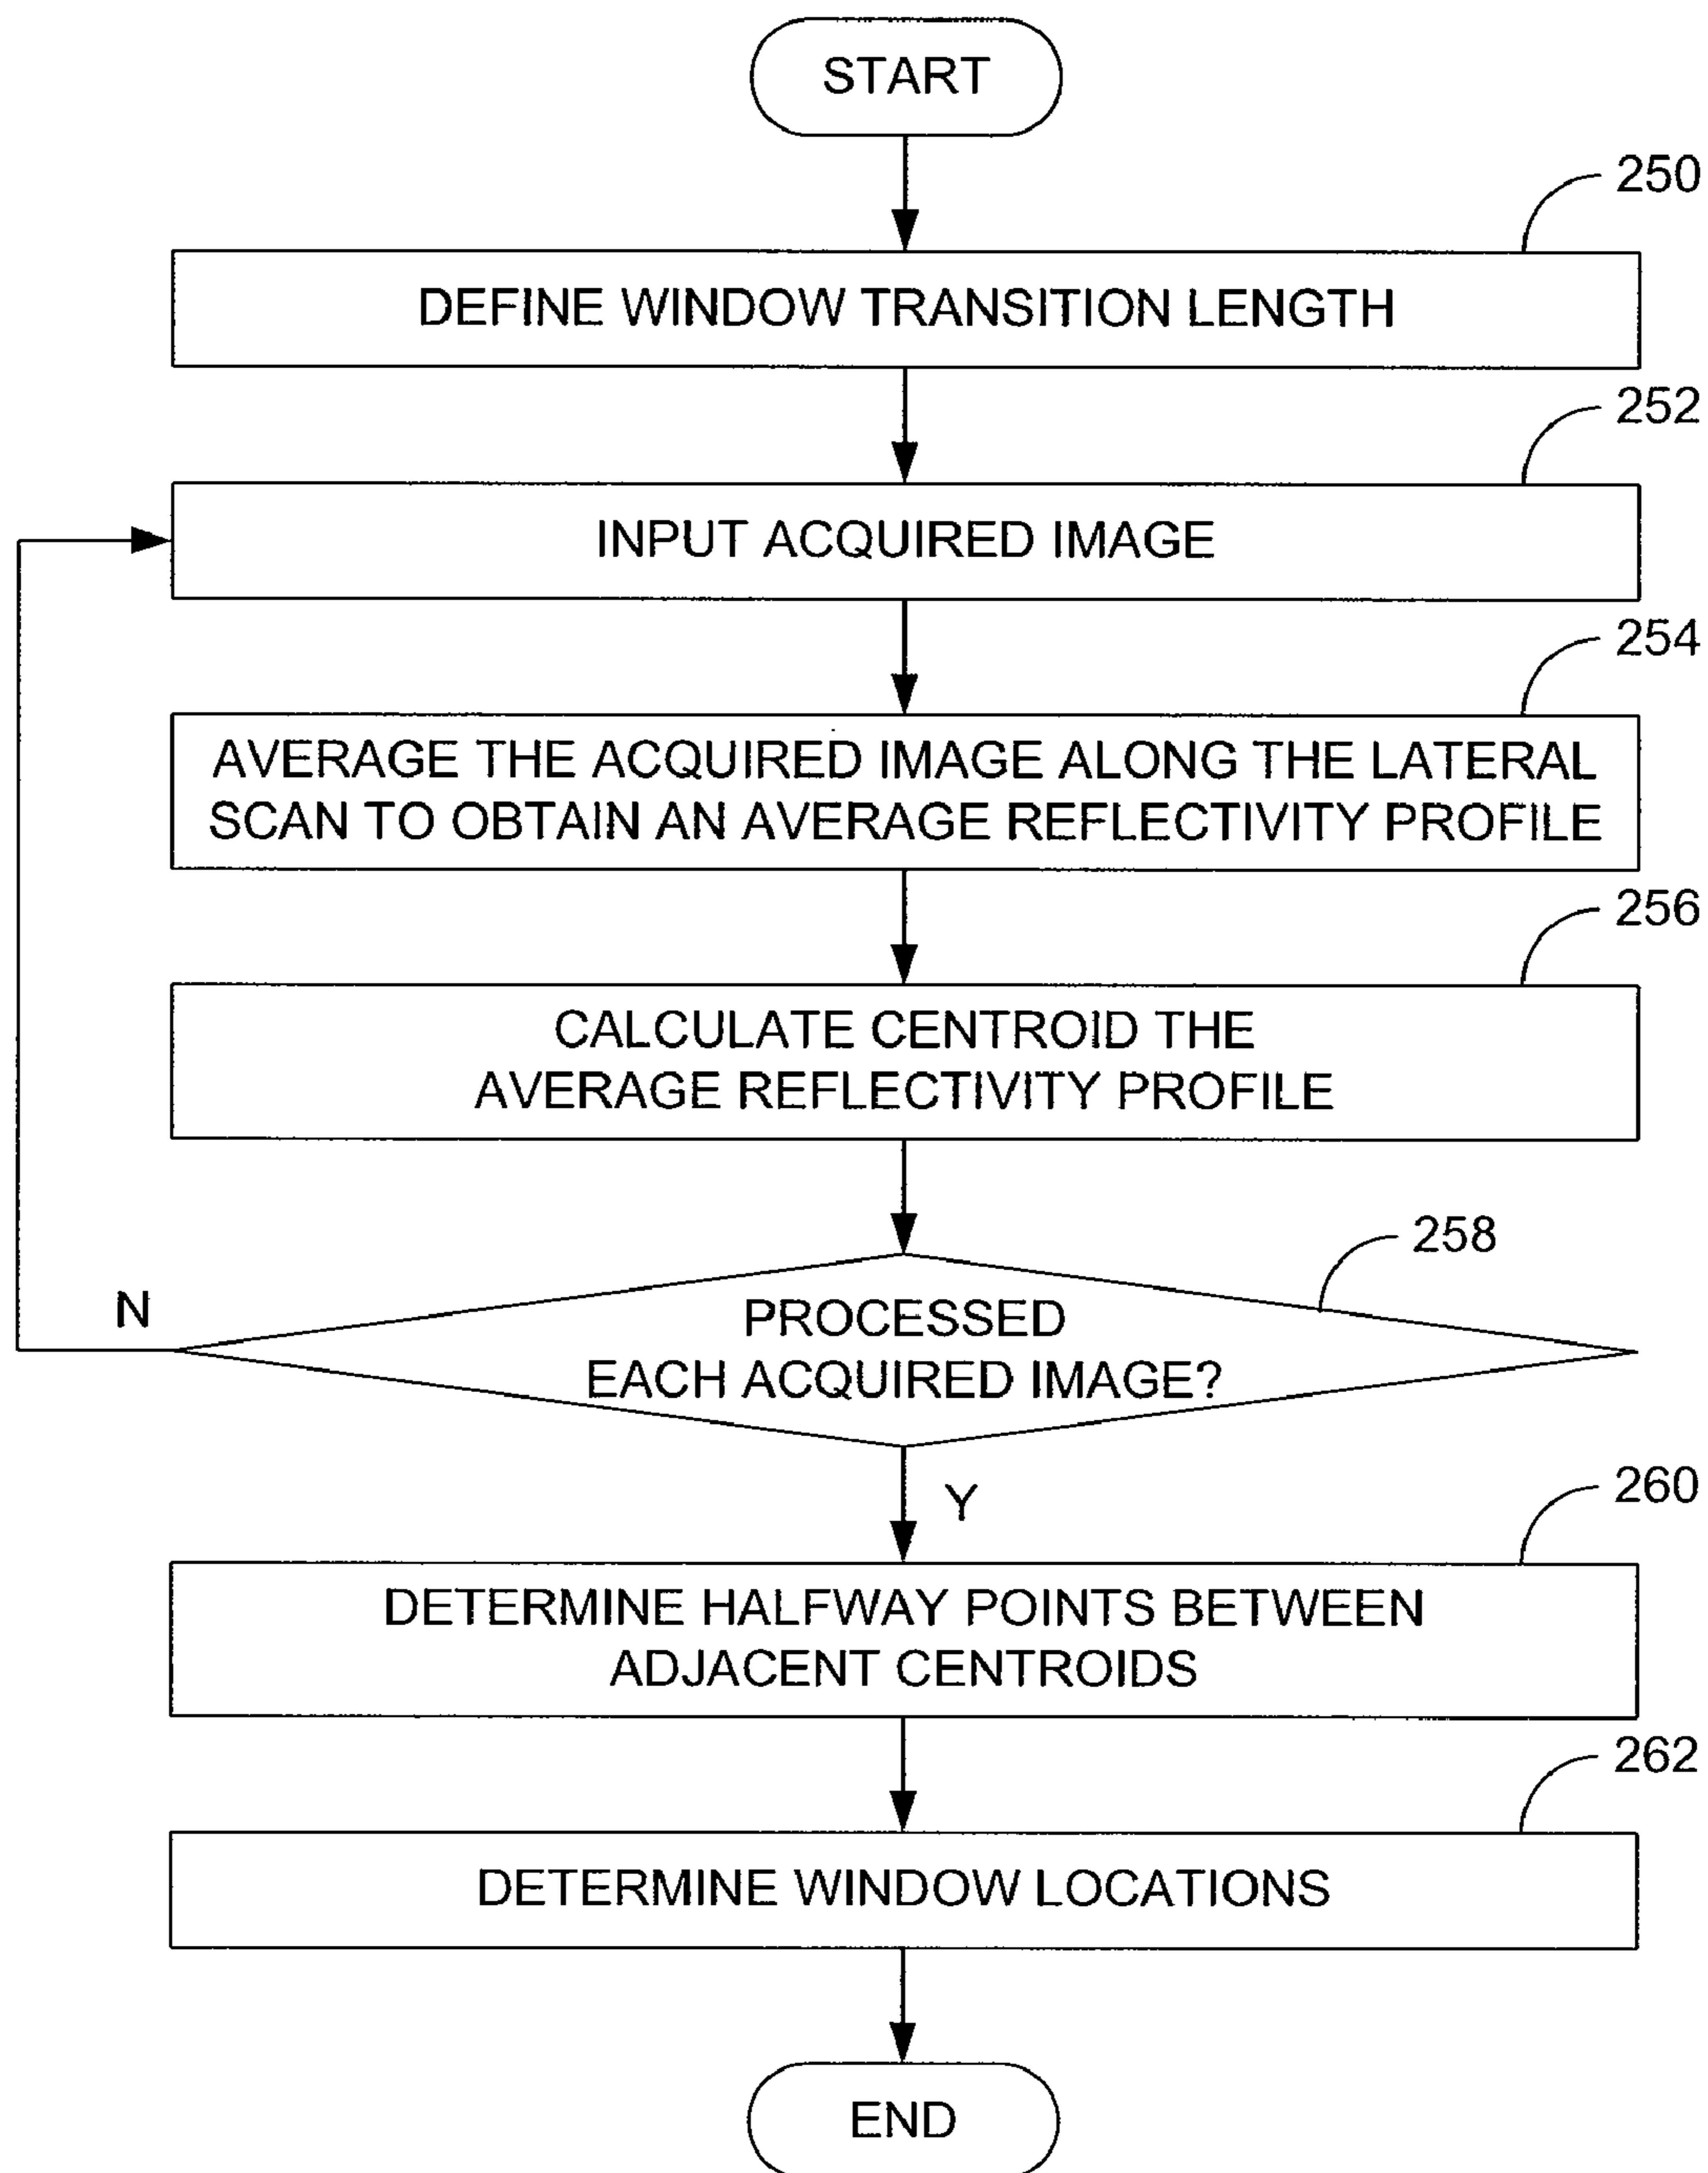 START
250
DEFINE WINDOW TRANSITION LENGTH
252
INPUT ACQUIRED IMAGE
254
AVERAGE THE ACQUIRED IMAGE ALONG THE LATERAL
SCAN TO OBTAIN AN AVERAGE REFLECTIVITY PROFILE
256
CALCULATE CENTROID THE
AVERAGE REFLECTIVITY PROFILE
258
N
PROCESSED
EACH ACQUIRED IMAGE?
Y
260
DETERMINE HALFWAY POINTS BETWEEN
ADJACENT CENTROIDS
262
DETERMINE WINDOW LOCATIONS
END